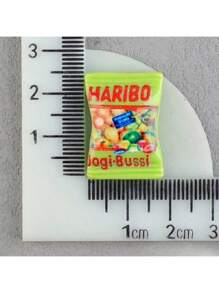 3
HARIBO
2
Jogi-Bussi
1
1cm 2cm 3